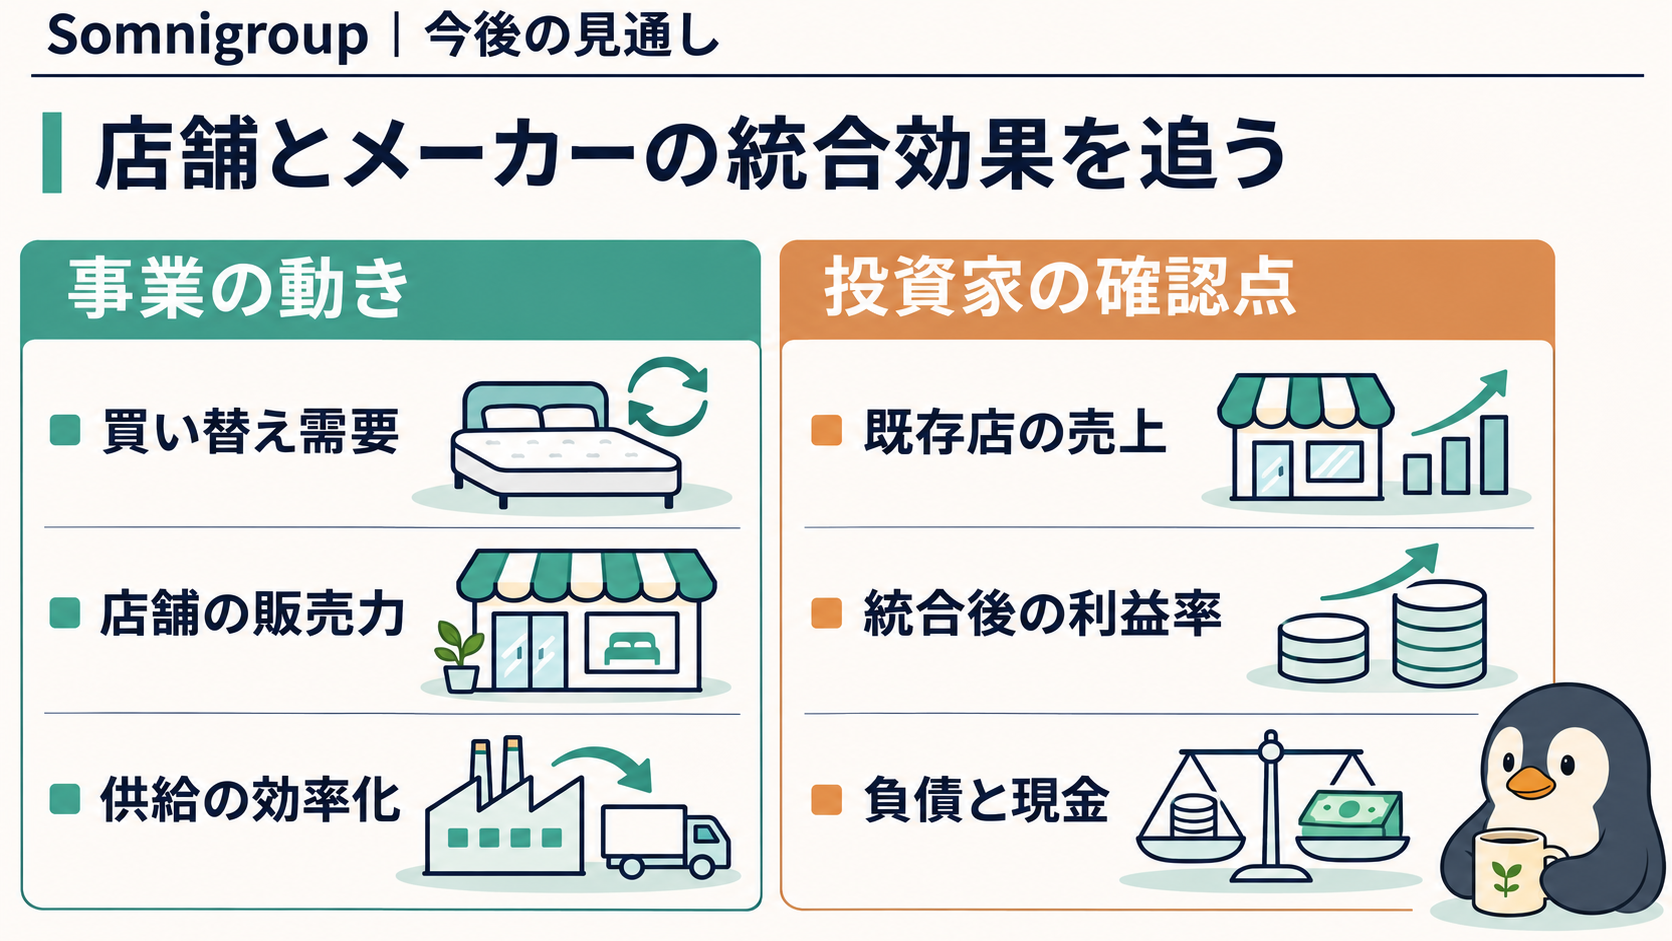 Somnigroup｜今後の見通し
店舗とメーカーの統合効果を追う
事業の動き
買い替え需要
店舗の販売力
供給の効率化
投資家の確認点
既存店の売上
統合後の利益率
負債と現金